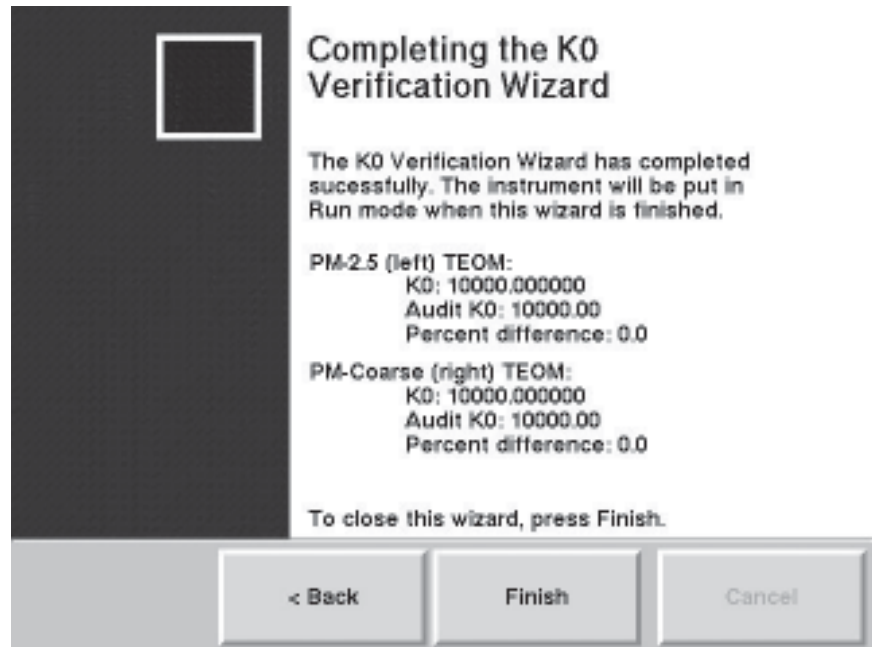 Completing the K0
Verification Wizard
The K0 Verification Wizard has completed
sucessfully. The instrument will be put in
Run mode when this wizard is finished.
PM-2.5 (left) TEOM:
K0: 10000.000000
Audit K0: 10000.00
Percent difference: 0.0
PM-Coarse (right) TEOM:
K0: 10000.000000
Audit K0: 10000.00
Percent difference: 0.0
To close this wizard, press Finish.
< Back
Finish
Cancel